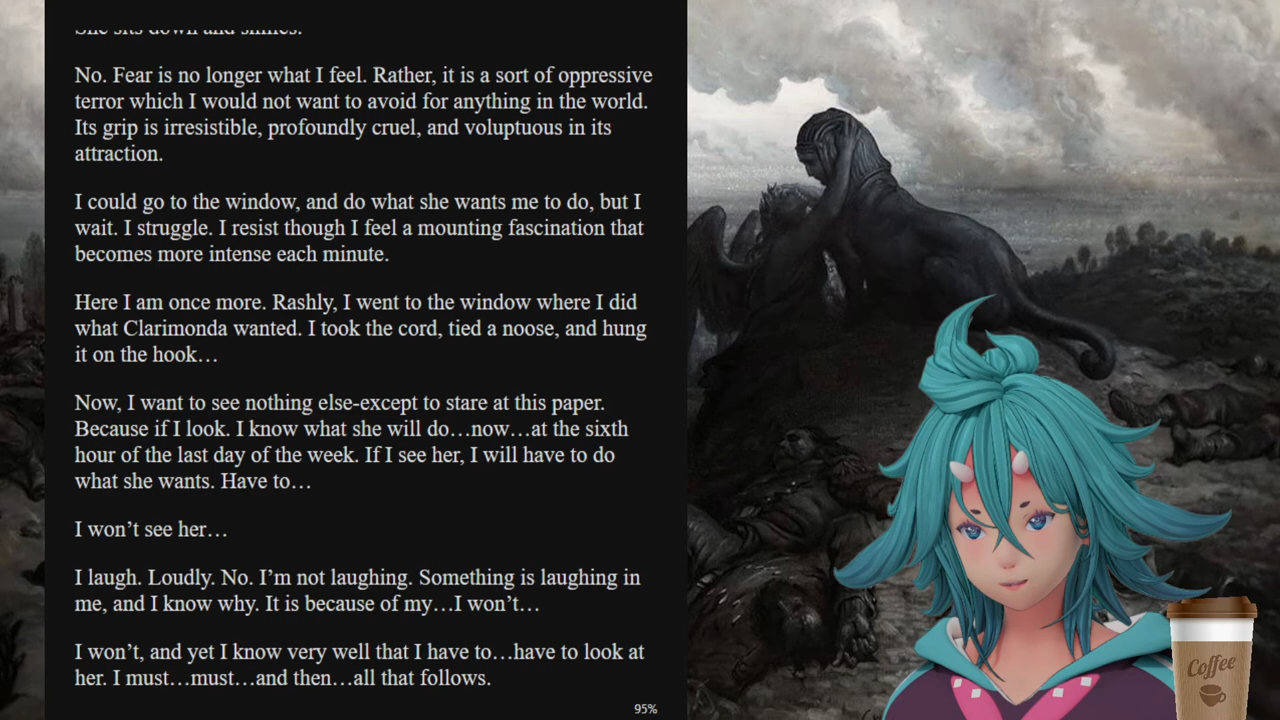 She sits down and smiles.
No. Fear is no longer what I feel. Rather, it is a sort of oppressive
terror which I would not want to avoid for anything in the world.
Its grip is irresistible, profoundly cruel, and voluptuous in its
attraction.
I could go to the window, and do what she wants me to do, but I
wait. I struggle. I resist though I feel a mounting fascination that
becomes more intense each minute.
Here I am once more. Rashly, I went to the window where I did
what Clarimonda wanted. I took the cord, tied a noose, and hung
it on the hook…
Now, I want to see nothing else-except to stare at this paper.
Because if I look. I know what she will do…now…at the sixth
hour of the last day of the week. If I see her, I will have to do
what she wants. Have to…
I won’t see her…
I laugh. Loudly. No. I’m not laughing. Something is laughing in
me, and I know why. It is because of my…I won’t…
I won’t, and yet I know very well that I have to…have to look at
her. I must…must…and then…all that follows.
95%
Coffee